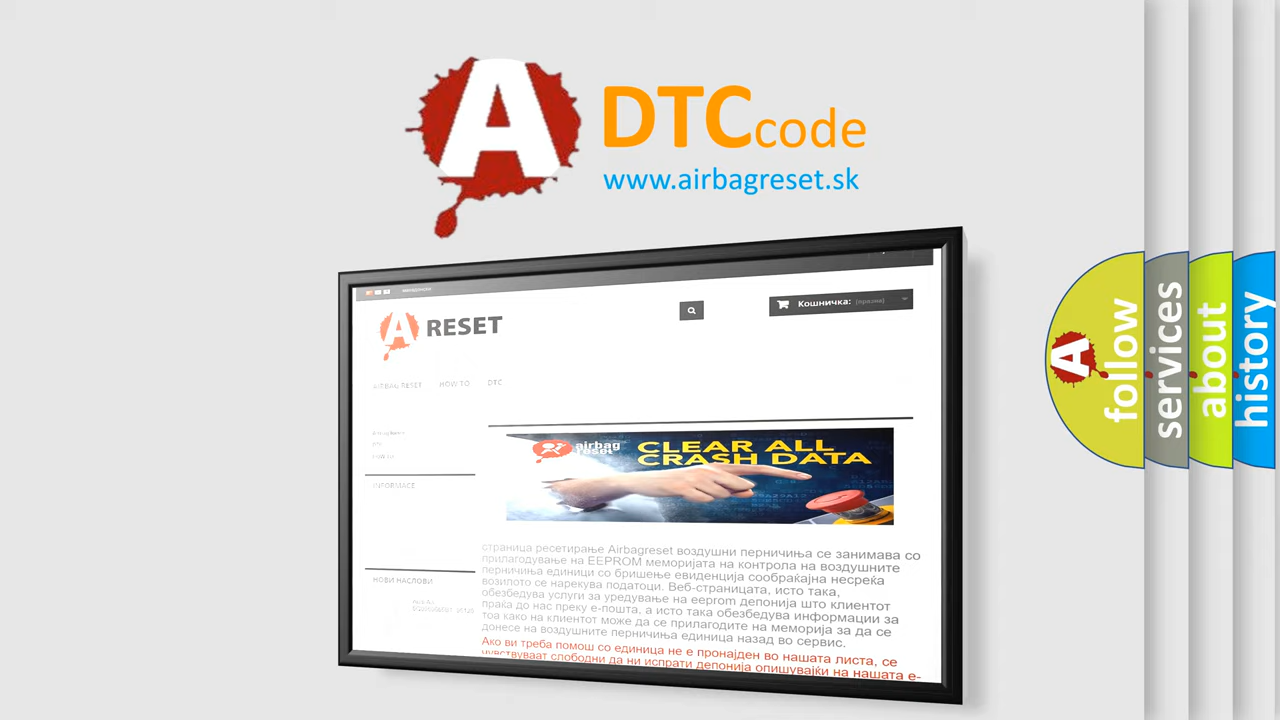 A
DTC code
www.airbagreset.sk
A RESET
Кошничка: (празни)
AIRBAG RESET HOW TO DTC
INFORMACE
airbag
reset
CLEAR ALL
CRASH DATA
страница ресетирање Airbagreset воздушни перничиња се занимава со
прилагодување на EEPROM меморијата на контрола на воздушните
перничиња единици со бришење евиденција сообраќајна несреќа
возилото се нарекува податоци. Веб-страницата, исто така,
обезбедува услуги за уредување на eeprom депонија што клиентот
праќа до нас преку е-пошта, а исто така обезбедува информации за
тоа како на клиентот може да се прилагодите на меморија за да се
донесе на воздушните перничиња единица назад во сервис.
Ако ви треба помош со единица не е пронајден во нашата листа, се
чувствуваат слободни да ни испрати депонија опишувајќи на нашата е-
НОВИ НАСЛОВИ
A follow
services
about
history